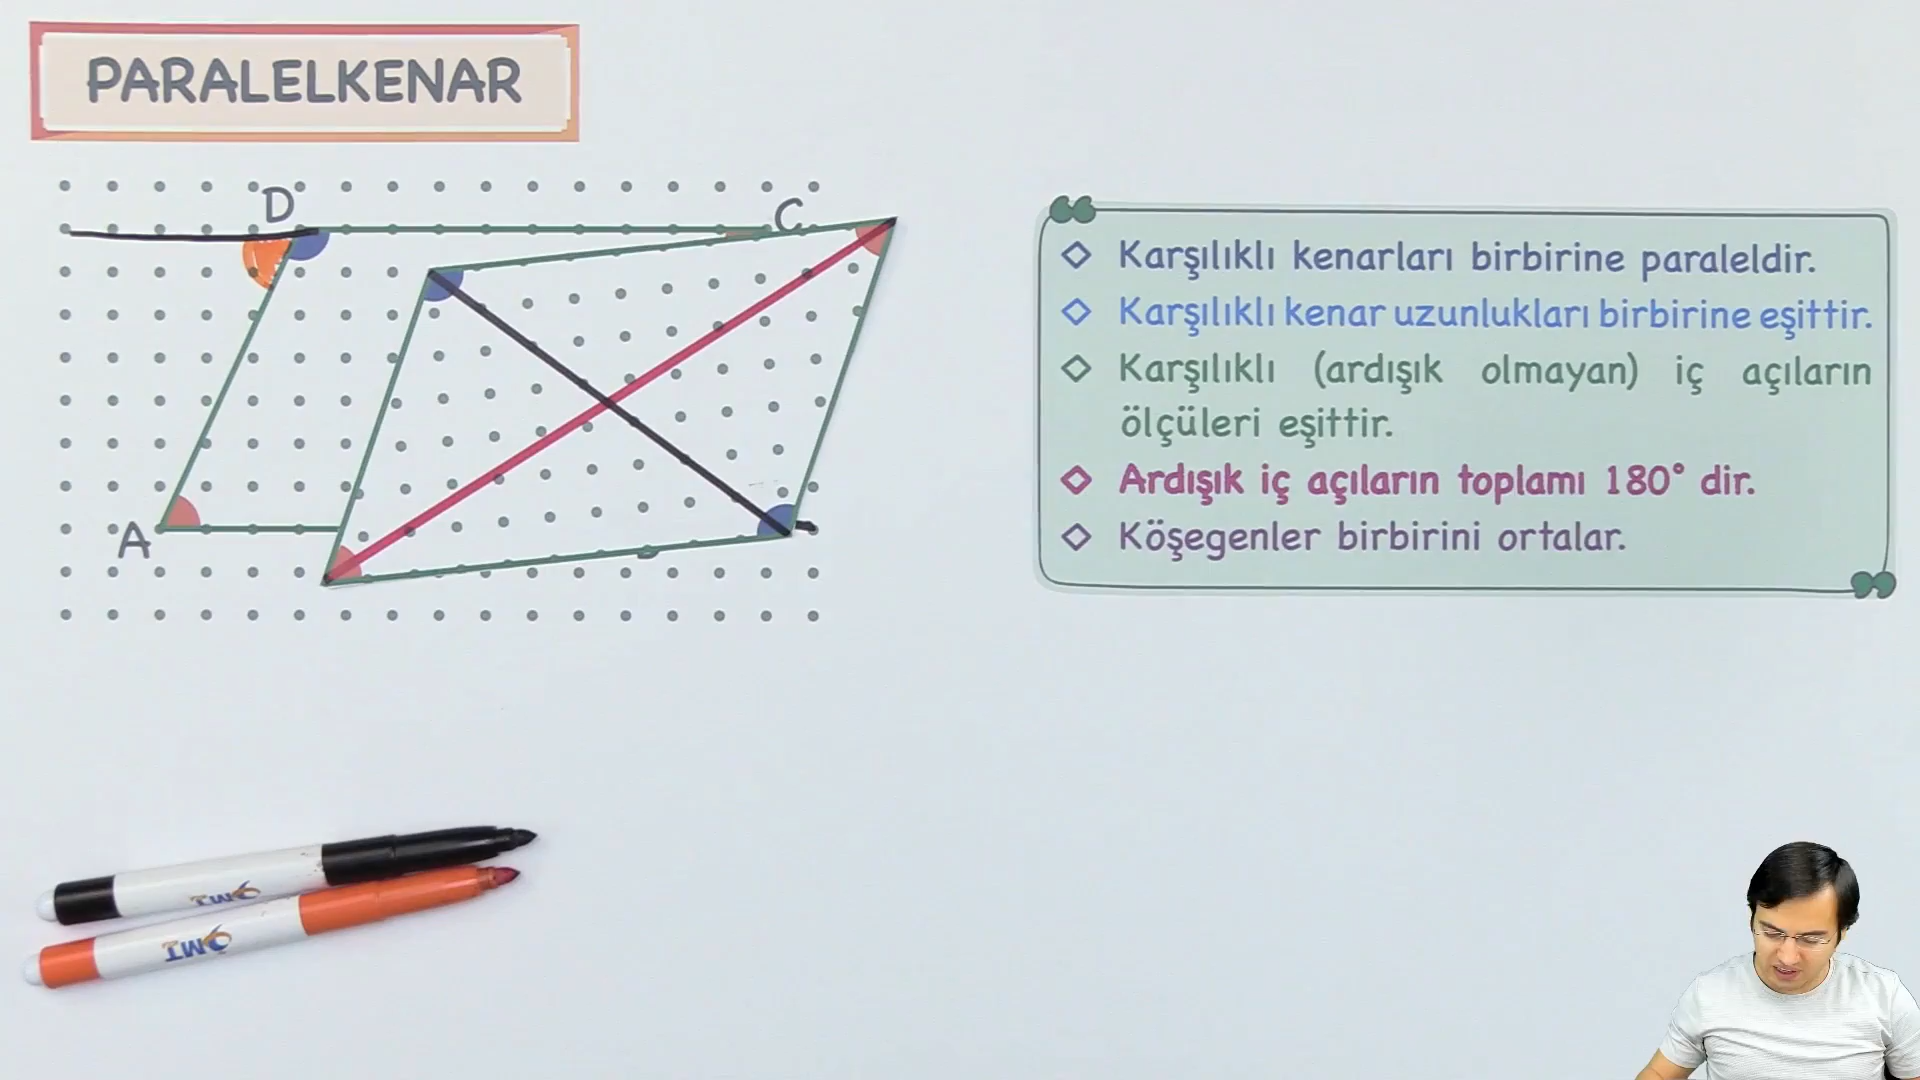 PARALELKENAR
D
C
A
Karşılıklı kenarları birbirine paraleldir.
Karşılıklı kenar uzunlukları birbirine eşittir.
Karşılıklı (ardışık olmayan) iç açıların
ölçüleri eşittir.
Ardışık iç açıların toplamı 180° dir.
Köşegenler birbirini ortalar.